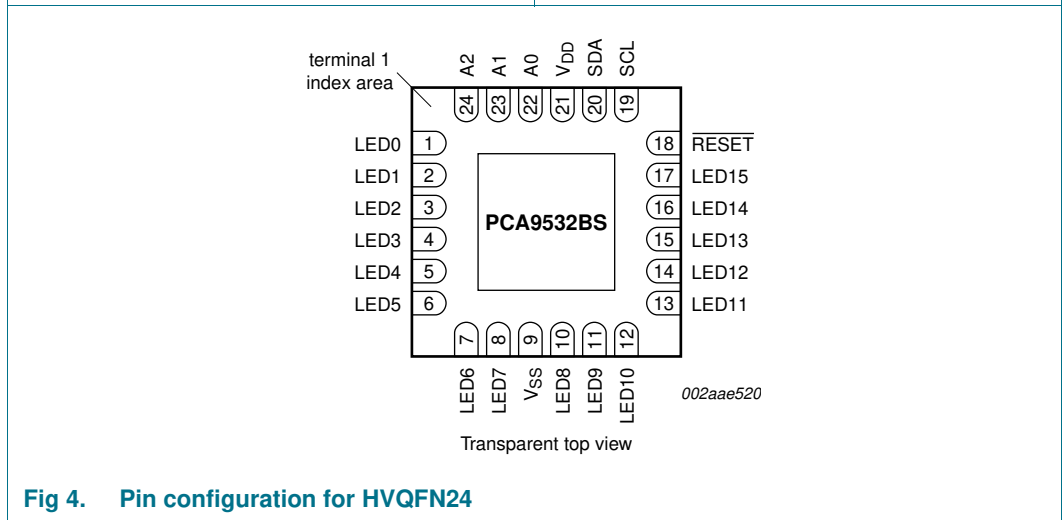 terminal 1
index area
A2
A1
A0
VDD
SDA
SCL
24
23
22
21
20
19
LED0 1
LED1 2
LED2 3
LED3 4
LED4 5
LED5 6
18 RESET
17 LED15
16 LED14
15 LED13
14 LED12
13 LED11
PCA9532BS
7
8
9
10
11
12
LED6
LED7
VSS
LED8
LED9
LED10
002aae520
Transparent top view
Fig 4. Pin configuration for HVQFN24